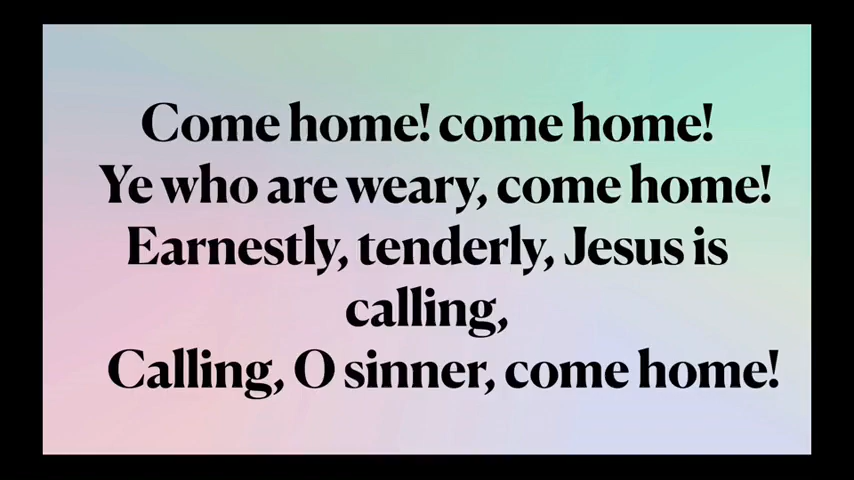 Come home! come home!
Ye who are weary, come home!
Earnestly, tenderly, Jesus is
calling,
Calling, O sinner, come home!